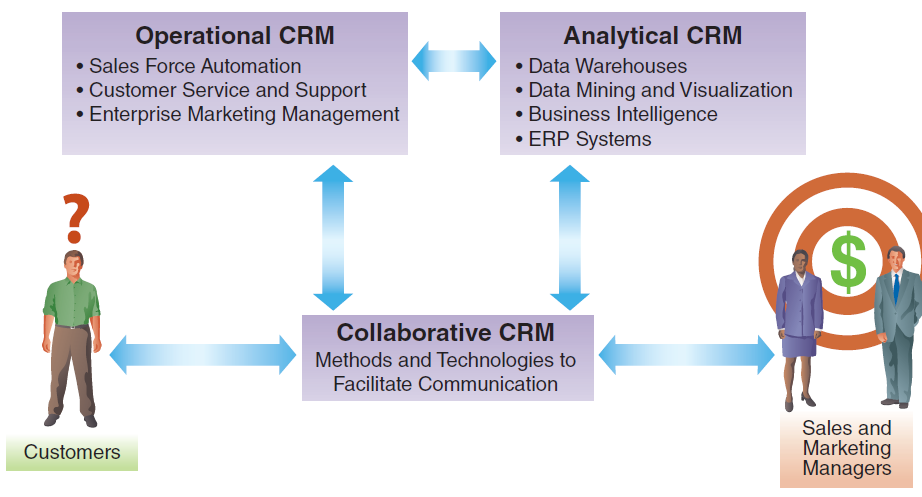 Operational CRM
• Sales Force Automation
• Customer Service and Support
• Enterprise Marketing Management
Analytical CRM
• Data Warehouses
• Data Mining and Visualization
• Business Intelligence
• ERP Systems
?
$
Collaborative CRM
Methods and Technologies to
Facilitate Communication
Customers
Sales and
Marketing
Managers